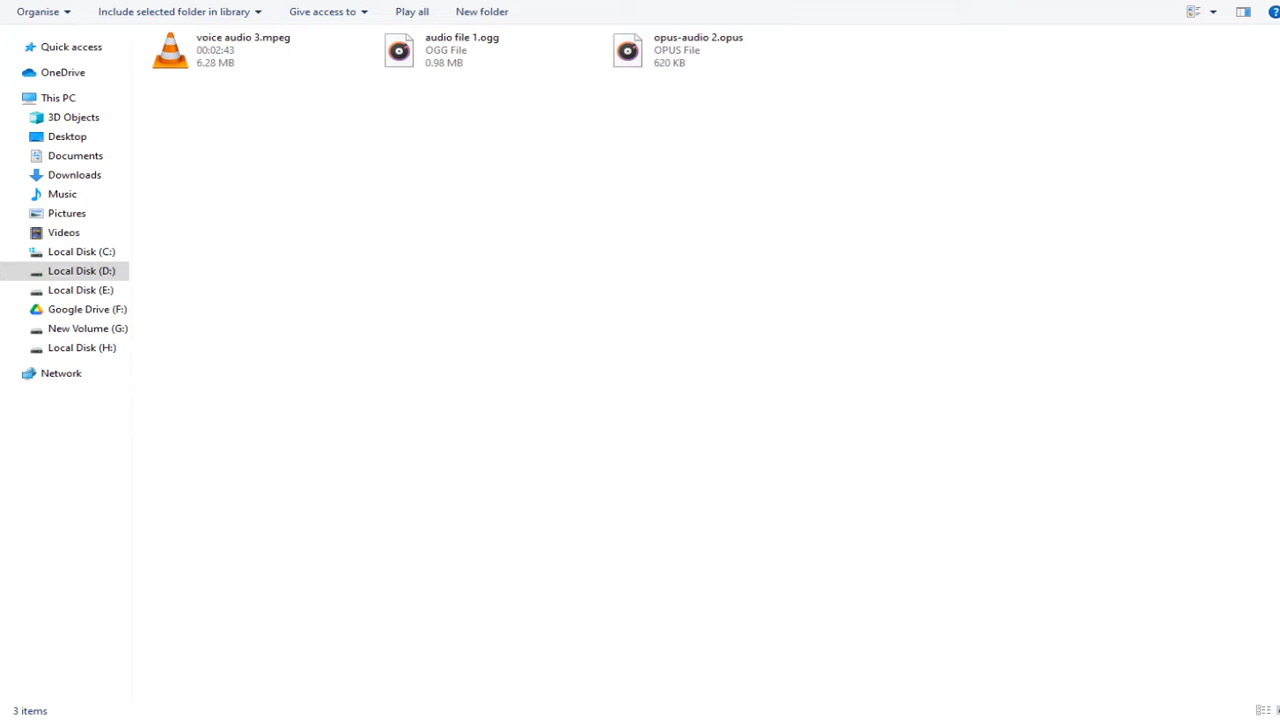 Organise Include selected folder in library Give access to Play all New folder
Quick access
OneDrive
This PC
3D Objects
Desktop
Documents
Downloads
Music
Pictures
Videos
Local Disk (C:)
Local Disk (D:)
Local Disk (E:)
Google Drive (F:)
New Volume (G:)
Local Disk (H:)
Network
voice audio 3.mpeg
00:02:43
6.28 MB
audio file 1.ogg
OGG File
0.98 MB
opus-audio 2.opus
OPUS File
620 KB
3 items